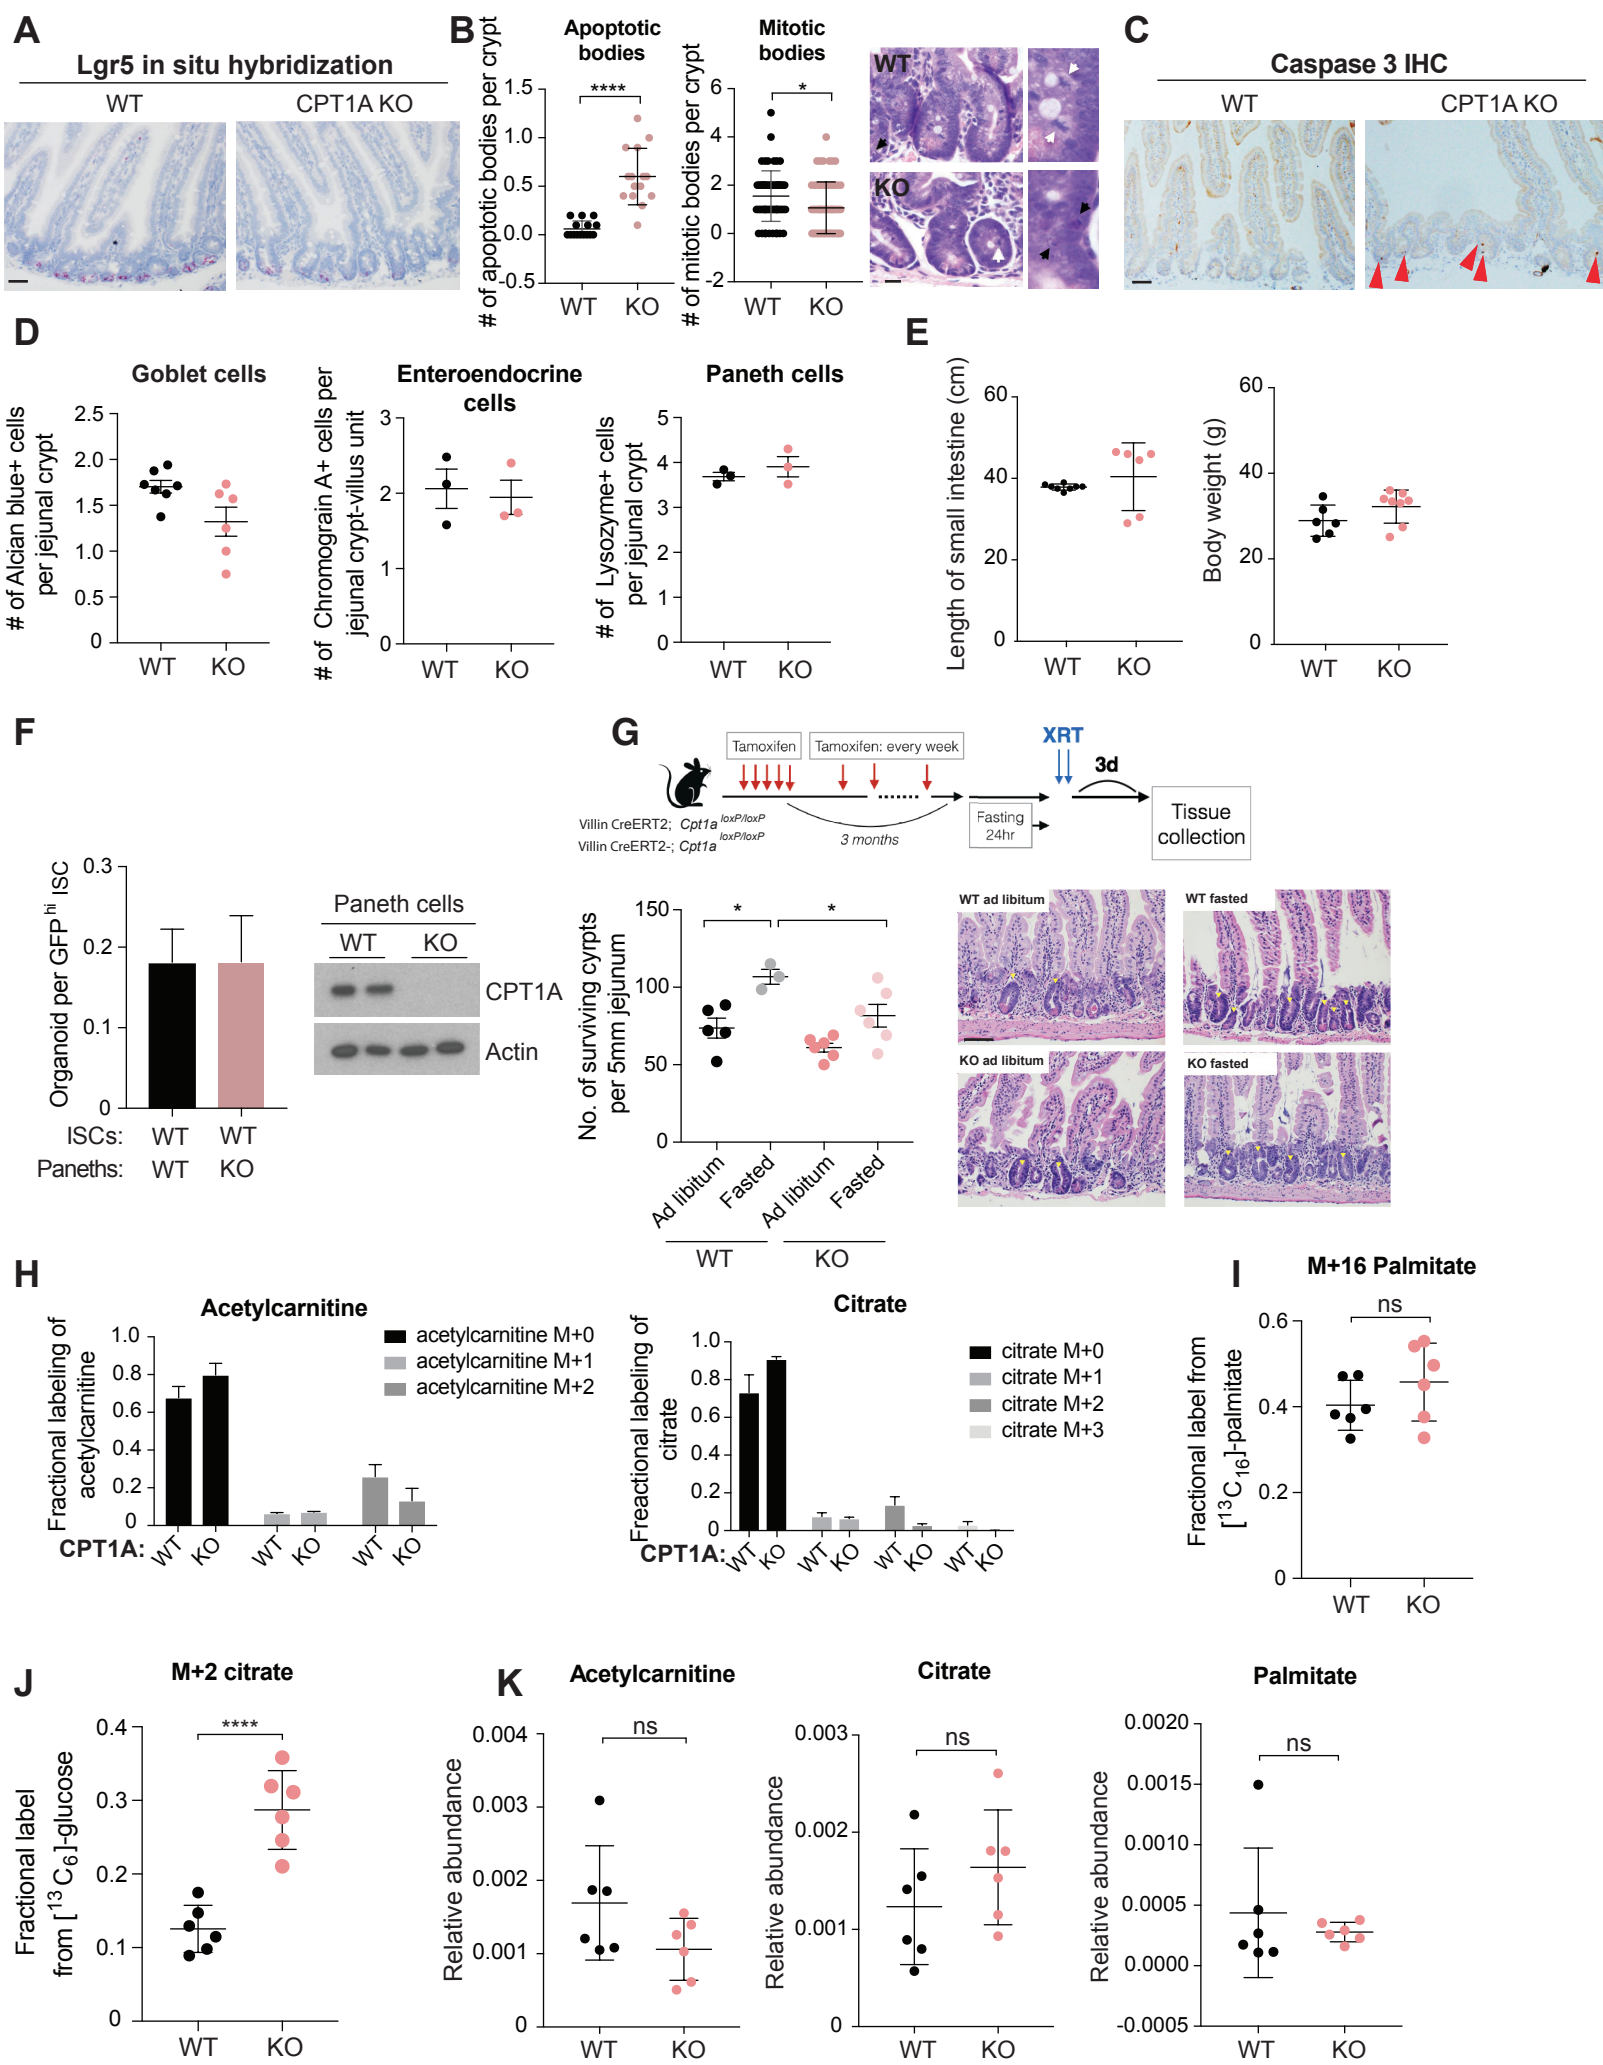 A
Lgr5 in situ hybridization
WT
CPT1A KO
B
Apoptotic
bodies
# of apoptotic bodies per crypt
1.5
1.0
0.5
0.0
-0.5
****
WT
KO
Mitotic
bodies
# of mitotic bodies per crypt
6
4
2
0
-2
*
WT
KO
WT
KO
C
Caspase 3 IHC
WT
CPT1A KO
D
Goblet cells
# of Alcian blue+ cells
per jejunal crypt
2.5
2.0
1.5
1.0
0.5
0
WT
KO
Enteroendocrine
cells
# of Chromograin A+ cells per
jejunal crypt-villus unit
3
2
1
0
WT
KO
Paneth cells
# of Lysozyme+ cells
per jejunal crypt
5
4
3
2
1
0
WT
KO
E
Length of small intestine (cm)
60
40
20
0
WT
KO
Body weight (g)
60
40
20
0
WT
KO
F
Organoid per GFPhi ISC
0.3
0.2
0.1
0
ISCs:
WT
WT
Paneths:
WT
KO
Paneth cells
WT
KO
CPT1A
Actin
G
Tamoxifen
Tamoxifen: every week
XRT
3d
Villin CreERT2; Cpt1a loxP/loxP
Villin CreERT2-; Cpt1a loxP/loxP
3 months
Fasting
24hr
Tissue
collection
No. of surviving cyrpts
per 5mm jejunum
150
100
50
0
*
*
Ad libitum
Fasted
Ad libitum
Fasted
WT
KO
WT ad libitum
WT fasted
KO ad libitum
KO fasted
H
Acetylcarnitine
Fractional labeling of
acetylcarnitine
1.0
0.8
0.6
0.4
0.2
0
acetylcarnitine M+0
acetylcarnitine M+1
acetylcarnitine M+2
CPT1A:
WT
KO
WT
KO
WT
KO
Citrate
Freactional labeling of
citrate
1.0
0.8
0.6
0.4
0.2
0
citrate M+0
citrate M+1
citrate M+2
citrate M+3
CPT1A:
WT
KO
WT
KO
WT
KO
WT
KO
I
M+16 Palmitate
Fractional label from
[13C16]-palmitate
0.6
0.4
0.2
0
ns
WT
KO
J
M+2 citrate
Fractional label
from [13C6]-glucose
0.4
0.3
0.2
0.1
0
****
WT
KO
K
Acetylcarnitine
Relative abundance
0.004
0.003
0.002
0.001
0
ns
WT
KO
Citrate
Relative abundance
0.003
0.002
0.001
0
ns
WT
KO
Palmitate
Relative abundance
0.0020
0.0015
0.0010
0.0005
0.0000
-0.0005
ns
WT
KO